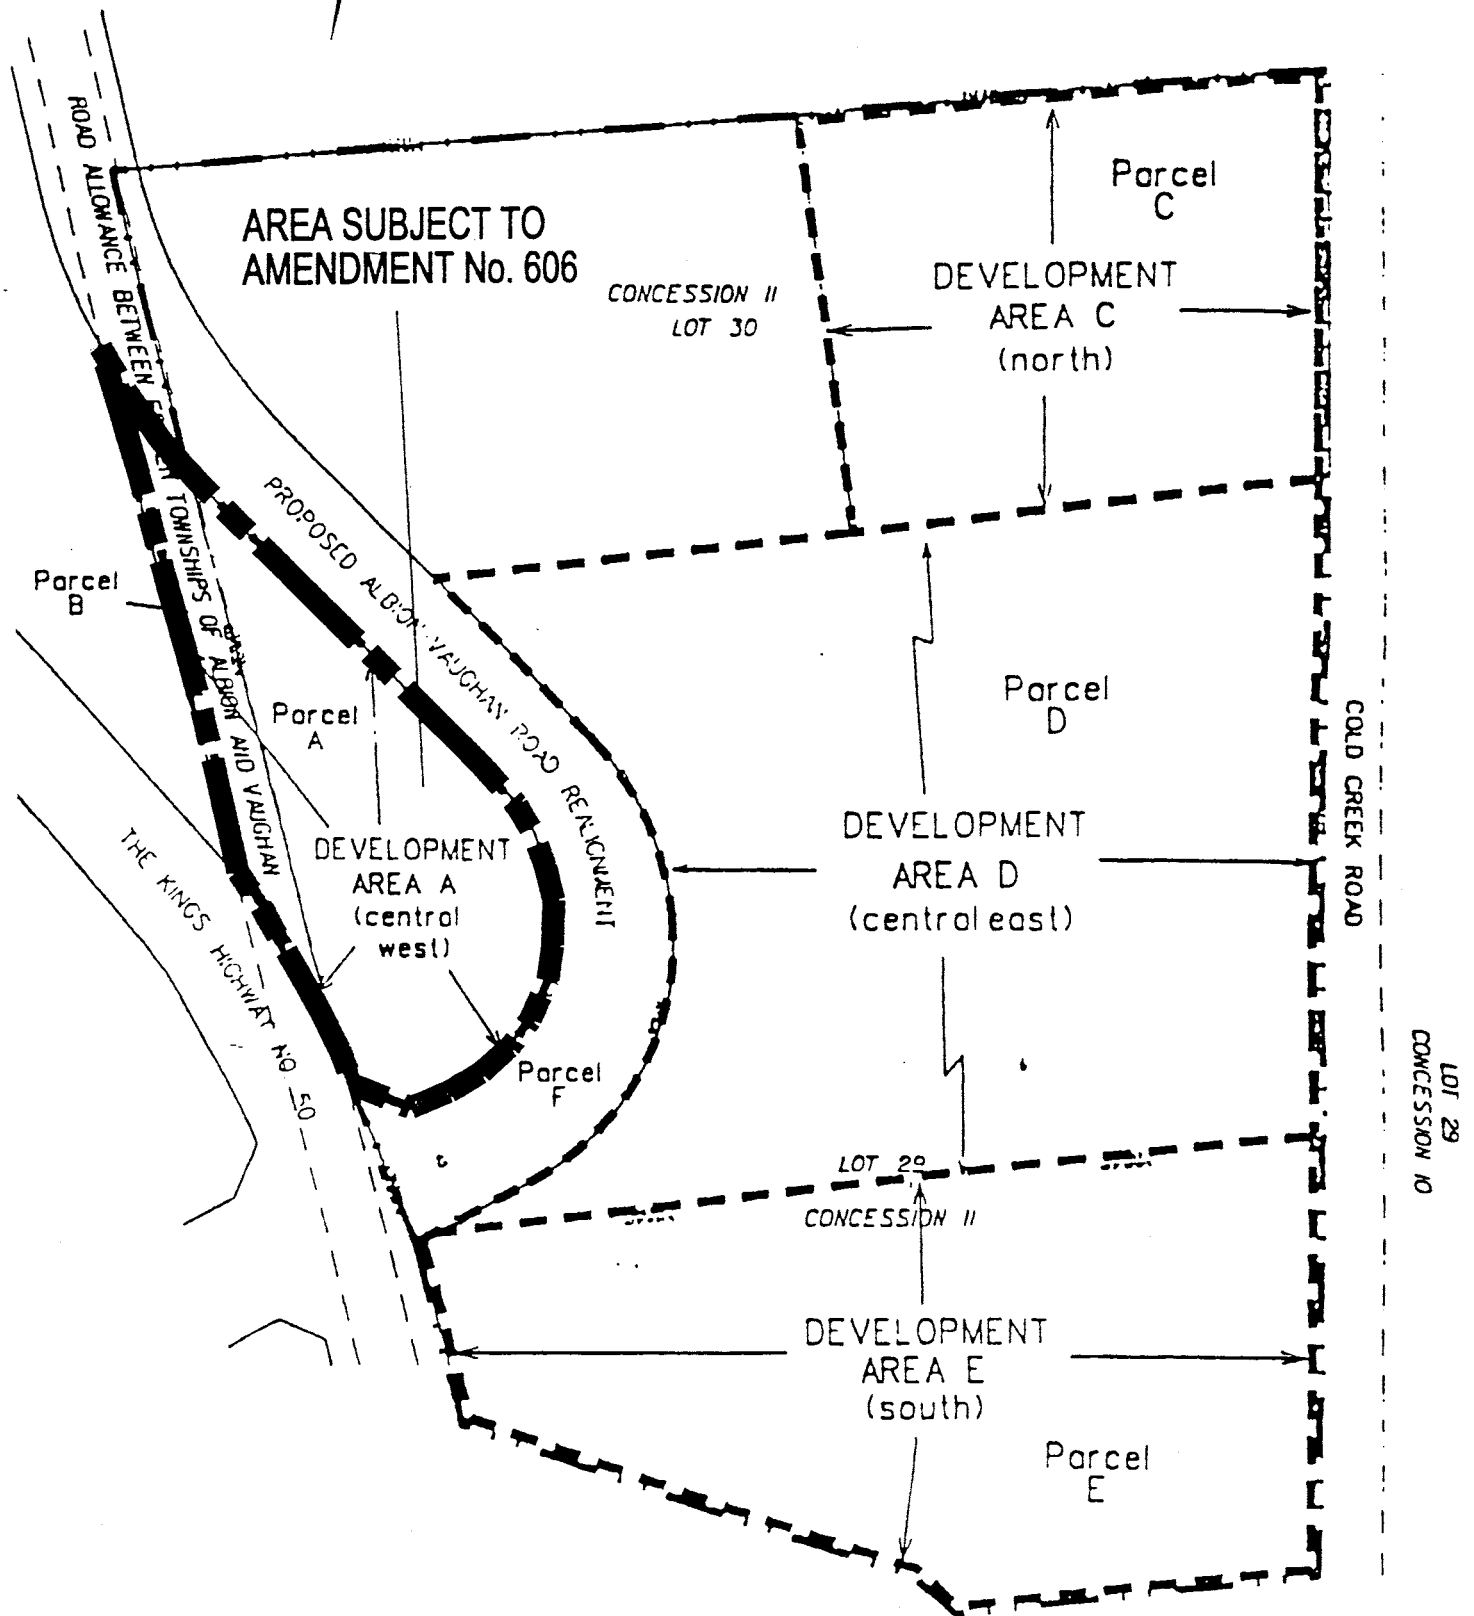 AREA SUBJECT TO
AMENDMENT No. 606
Parcel
C
CONCESSION 11
LOT 30
DEVELOPMENT
AREA C
(north)
ROAD ALLOWANCE BETWEEN
TOWNSHIPS OF ALBION AND VAUGHAN
PROPOSED ALBION-VAUGHAN ROAD REALIGNMENT
Parcel
B
Parcel
A
Parcel
D
COLD CREEK ROAD
DEVELOPMENT
AREA A
(central
west)
DEVELOPMENT
AREA D
(central east)
THE KINGS HIGHWAY NO. 50
Parcel
F
LOT 29
CONCESSION 10
LOT 29
CONCESSION 11
DEVELOPMENT
AREA E
(south)
Parcel
E